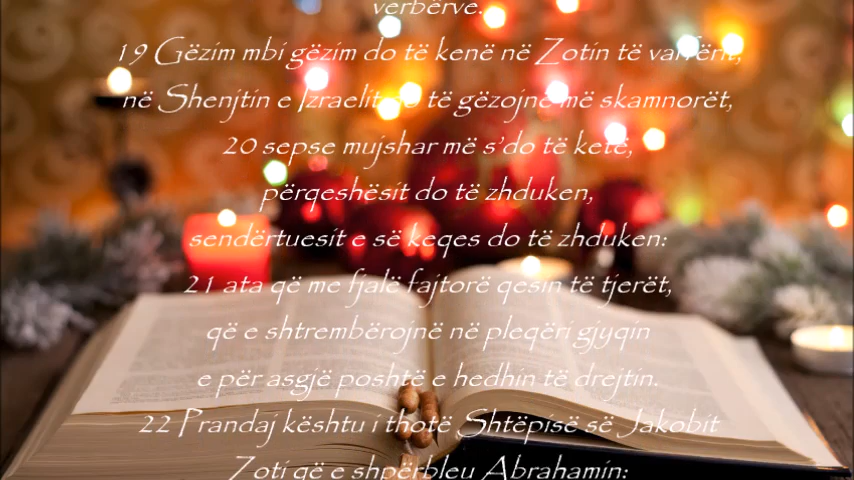 verbërve.
19 Gëzim mbi gëzim do të kenë në Zotin të varfërit,
në Shenjtin e Izraelit do të gëzojnë më skamnorët,
20 sepse mujshar më s'do të ketë,
përqeshësit do të zhduken,
sendërtuesit e së keqes do të zhduken:
21 ata që me fjalë fajtorë qesin të tjerët,
që e shtrembërojnë në pleqëri gjyqin
e për asgjë poshtë e hedhin të drejtin.
22 Prandaj kështu i thotë Shtëpisë së Jakobit
Zoti që e shpërbleu Abrahamin: